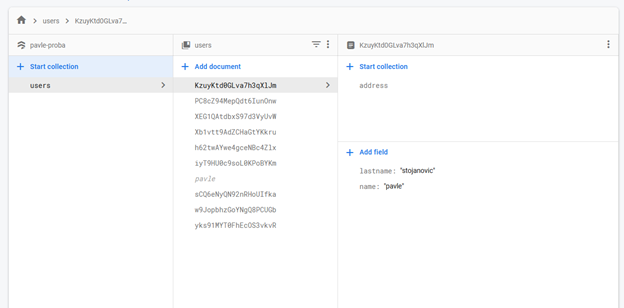 users
KzuyKtd0GLva7...
pavle-proba
users
KzuyKtd0GLva7h3qXlJm
Start collection
Add document
Start collection
users
KzuyKtd0GLva7h3qXlJm
address
PC8cZ94MepQdt6IunOnw
XEG1QAtdbxS97d3VyUvW
Xb1vtt9AdZCHaGtYKkru
h62twAYwe4gceNBc4Zlx
iyT9HU0c9soL0KPoBYKm
Add field
pavle
lastname: "stojanovic"
name: "pavle"
sCQ6eNyQN92nRHoUIfka
w9JopbhzGoYNgQ8PCUGb
yks91MYT0FhEcOS3vkvR